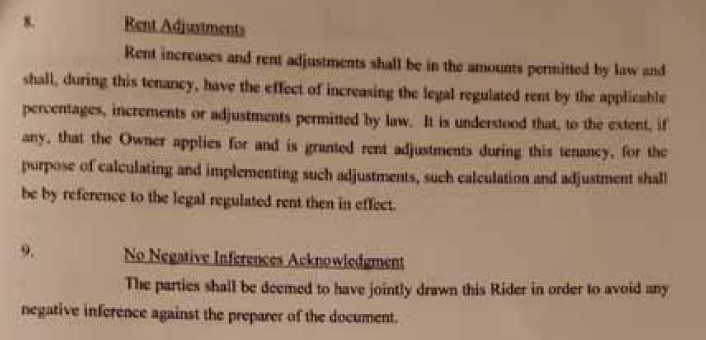 8. Rent Adjustments
Rent increases and rent adjustments shall be in the amounts permitted by law and
shall, during this tenancy, have the effect of increasing the legal regulated rent by the applicable
percentages, increments or adjustments permitted by law. It is understood that, to the extent, if
any, that the Owner applies for and is granted rent adjustments during this tenancy, for the
purpose of calculating and implementing such adjustments, such calculation and adjustment shall
be by reference to the legal regulated rent then in effect.
9. No Negative Inferences Acknowledgment
The parties shall be deemed to have jointly drawn this Rider in order to avoid any
negative inference against the preparer of the document.